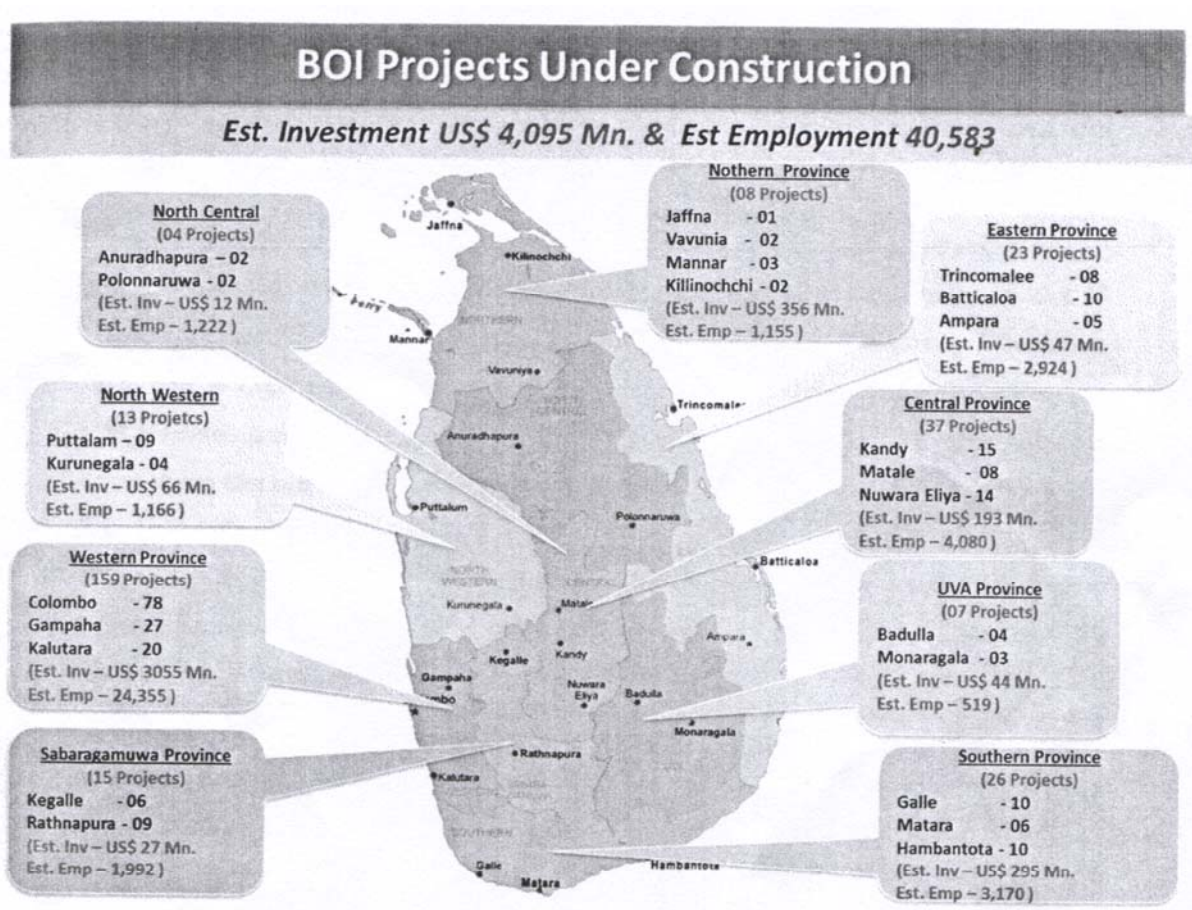 BOI Projects Under Construction
Est. Investment US$ 4,095 Mn. & Est Employment 40,583
North Central
(04 Projects)
Anuradhapura – 02
Polonnaruwa - 02
(Est. Inv – US$ 12 Mn.
Est. Emp – 1,222 )
Nothern Province
(08 Projects)
Jaffna - 01
Vavunia - 02
Mannar - 03
Killinochchi - 02
(Est. Inv – US$ 356 Mn.
Est. Emp – 1,155 )
Eastern Province
(23 Projects)
Trincomalee - 08
Batticaloa - 10
Ampara - 05
(Est. Inv – US$ 47 Mn.
Est. Emp – 2,924 )
North Western
(13 Projetcs)
Puttalam – 09
Kurunegala - 04
(Est. Inv – US$ 66 Mn.
Est. Emp – 1,166 )
Central Province
(37 Projects)
Kandy - 15
Matale - 08
Nuwara Eliya - 14
(Est. Inv – US$ 193 Mn.
Est. Emp – 4,080 )
Western Province
(159 Projects)
Colombo - 78
Gampaha - 27
Kalutara - 20
(Est. Inv – US$ 3055 Mn.
Est. Emp – 24,355 )
UVA Province
(07 Projects)
Badulla - 04
Monaragala - 03
(Est. Inv – US$ 44 Mn.
Est. Emp – 519 )
Sabaragamuwa Province
(15 Projects)
Kegalle - 06
Rathnapura - 09
(Est. Inv – US$ 27 Mn.
Est. Emp – 1,992 )
Southern Province
(26 Projects)
Galle - 10
Matara - 06
Hambantota - 10
(Est. Inv – US$ 295 Mn.
Est. Emp – 3,170 )
Jaffna
Kilinochchi
Ferry
NORTHERN
Mannar
Vavuniya
Trincomale
Anuradhapura
Puttalum
Polonnaruwa
Batticaloa
NORTH
WESTERN
CENTRAL
Kurunegala
Matale
Ampara
Kegalle
Kandy
Gampaha
Nuwara
Eliya
Badulla
mbo
Monaragala
Rathnapura
Kalutara
SOUTHERN
Galle
Hambantota
Matara